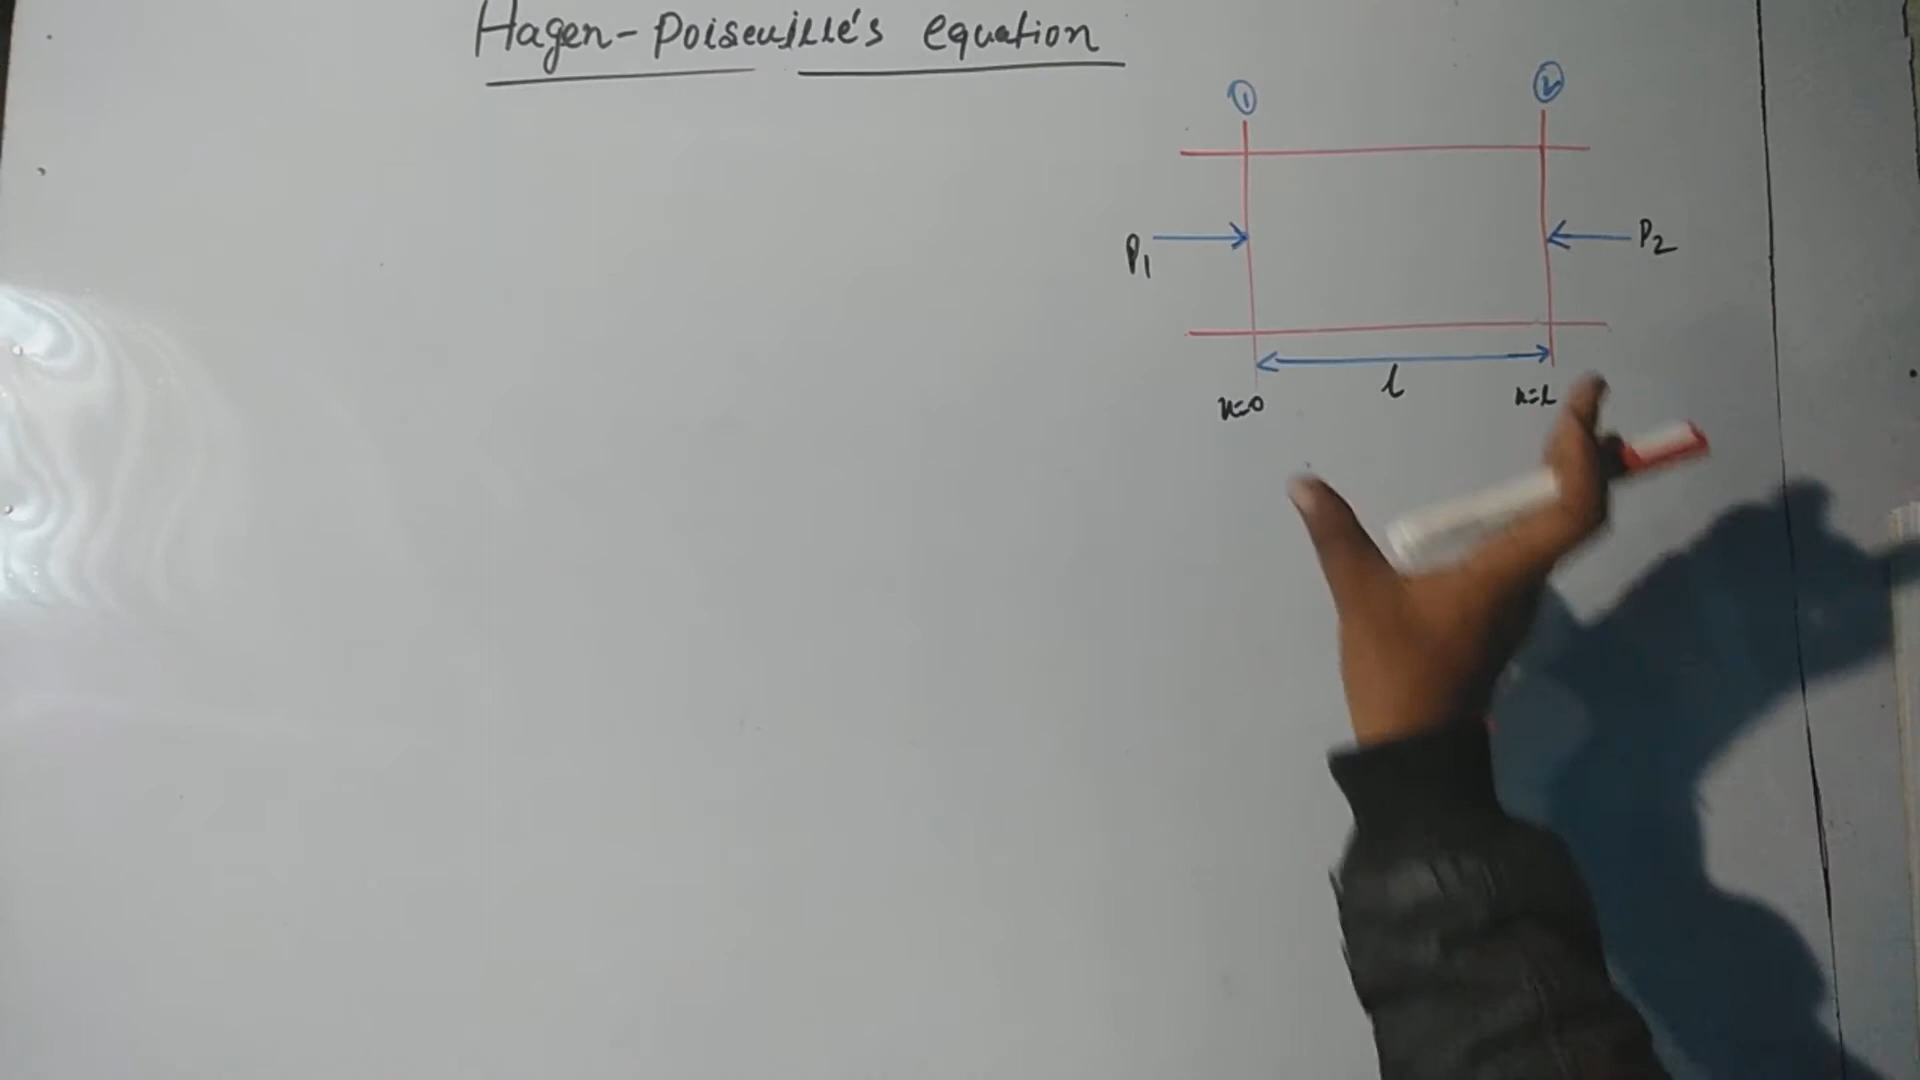 Hagen-Poiseuille's equation
① ②
P₁ P₂
l
x=0 x=L